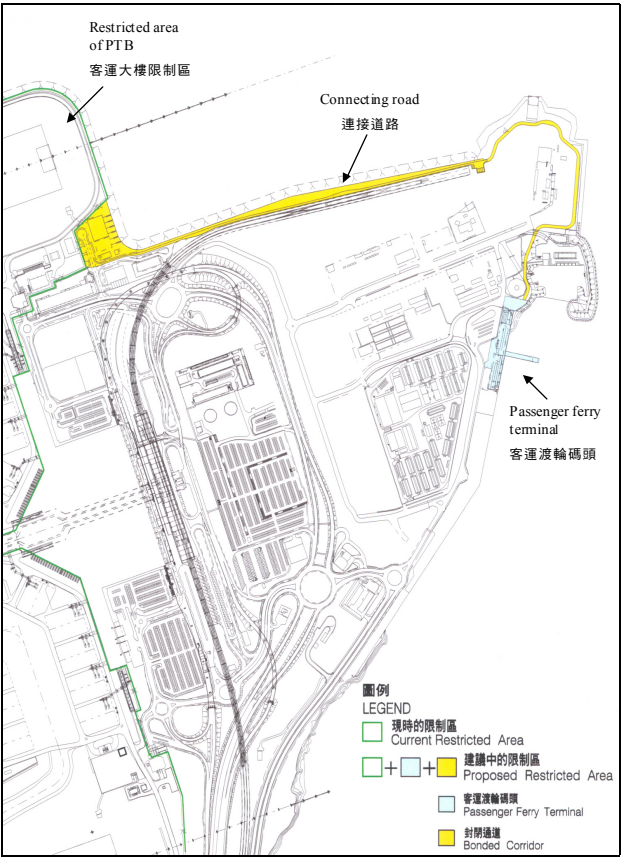 Restricted area
of PTB
客運大樓限制區
Connecting road
連接道路
Passenger ferry
terminal
客運渡輪碼頭
圖例
LEGEND
現時的限制區
Current Restricted Area
建議中的限制區
Proposed Restricted Area
客運渡輪碼頭
Passenger Ferry Terminal
封閉通道
Bonded Corridor